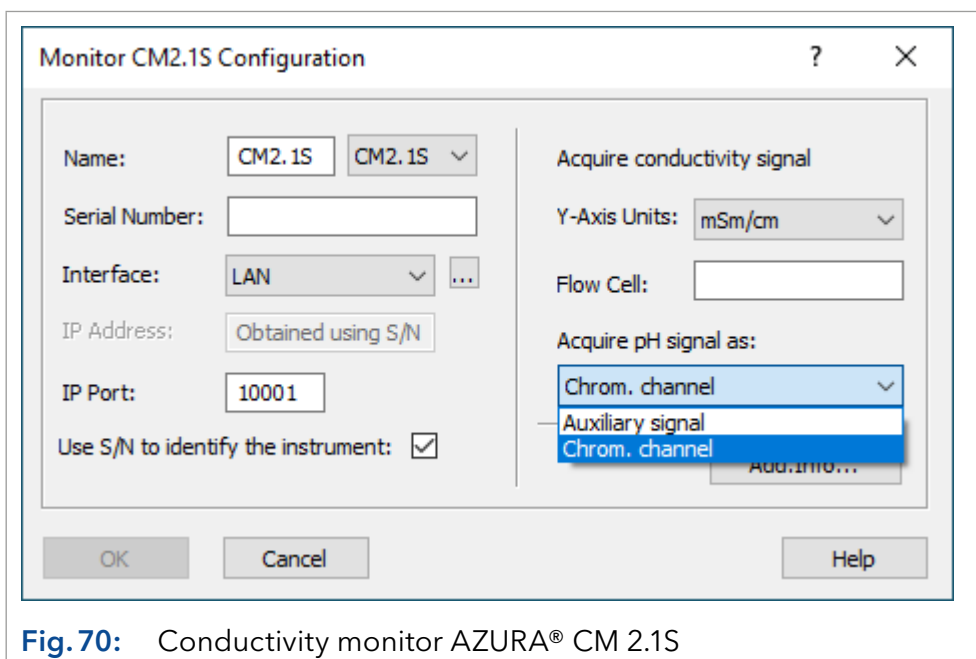 Monitor CM2.1S Configuration
?
Name:
CM2.1S
CM2.1S
Serial Number:
Interface:
LAN
...
IP Address:
Obtained using S/N
IP Port:
10001
Use S/N to identify the instrument:
Acquire conductivity signal
Y-Axis Units:
mSm/cm
Flow Cell:
Acquire pH signal as:
Chrom. channel
Auxiliary signal
Chrom. channel
Add.Info...
OK
Cancel
Help
Fig. 70: Conductivity monitor AZURA® CM 2.1S